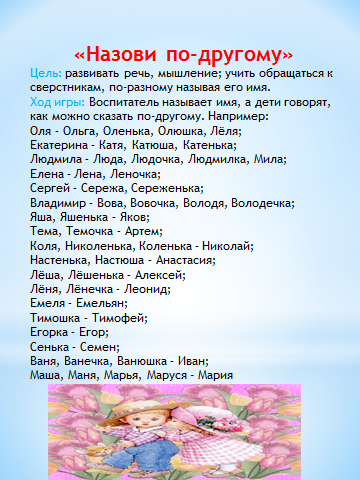 «Назови по-другому»
Цель: развивать речь, мышление; учить обращаться к
сверстникам, по-разному называя его имя.
Ход игры: Воспитатель называет имя, а дети говорят,
как можно сказать по-другому. Например:
Оля - Ольга, Оленька, Олюшка, Лёля;
Екатерина - Катя, Катюша, Катенька;
Людмила - Люда, Людочка, Людмилка, Мила;
Елена - Лена, Леночка;
Сергей - Сережа, Сереженька;
Владимир - Вова, Вовочка, Володя, Володечка;
Яша, Яшенька - Яков;
Тема, Темочка - Артем;
Коля, Николенька, Коленька - Николай;
Настенька, Настюша - Анастасия;
Лёша, Лёшенька - Алексей;
Лёня, Лёнечка - Леонид;
Емеля - Емельян;
Тимошка - Тимофей;
Егорка - Егор;
Сенька - Семен;
Ваня, Ванечка, Ванюшка - Иван;
Маша, Маня, Марья, Маруся - Мария